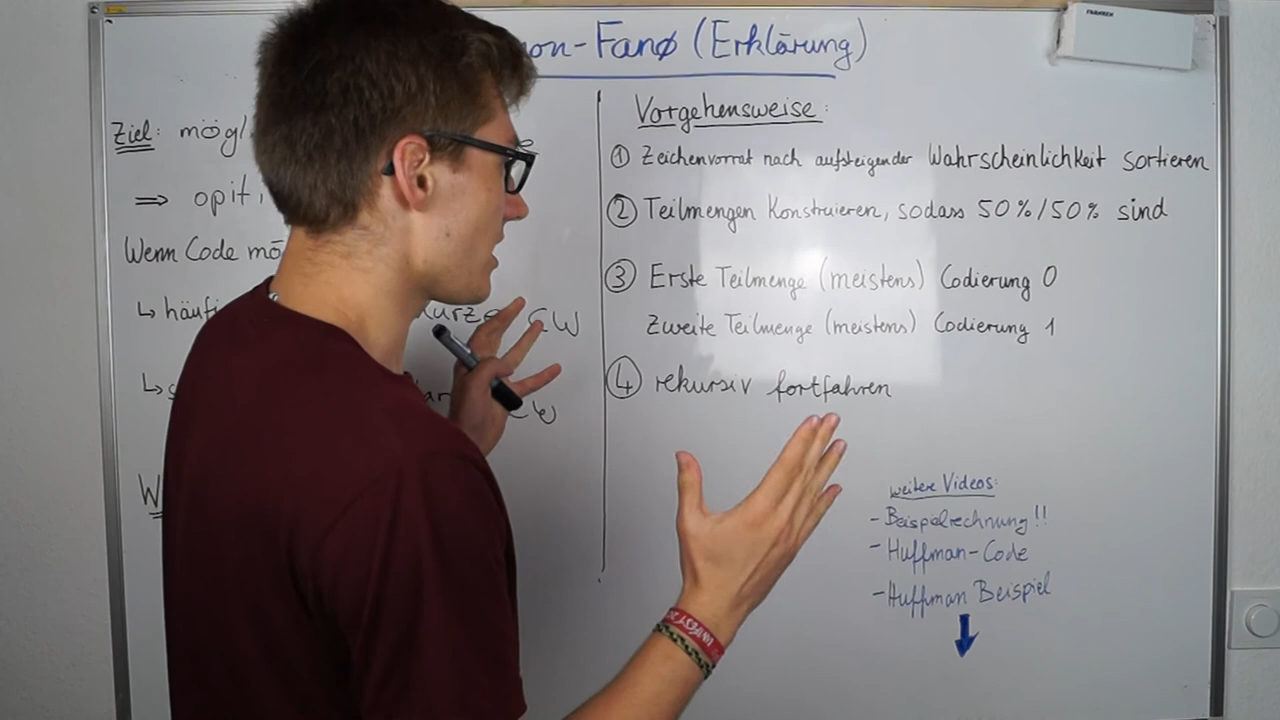 non-Fanø (Erklärung)
Ziel: mögl
⇒ opiti
Wenn Code mö
↳ häufi kurze CW
↳ s CW
W
Vorgehensweise:
① Zeichenvorrat nach aufsteigender Wahrscheinlichkeit sortieren
② Teilmengen Konstruieren, sodass 50%/50% sind
③ Erste Teilmenge (meistens) Codierung 0
Zweite Teilmenge (meistens) Codierung 1
④ rekursiv fortfahren
weitere Videos:
- Beispielrechnung!!
- Huffman-Code
- Huffman Beispiel